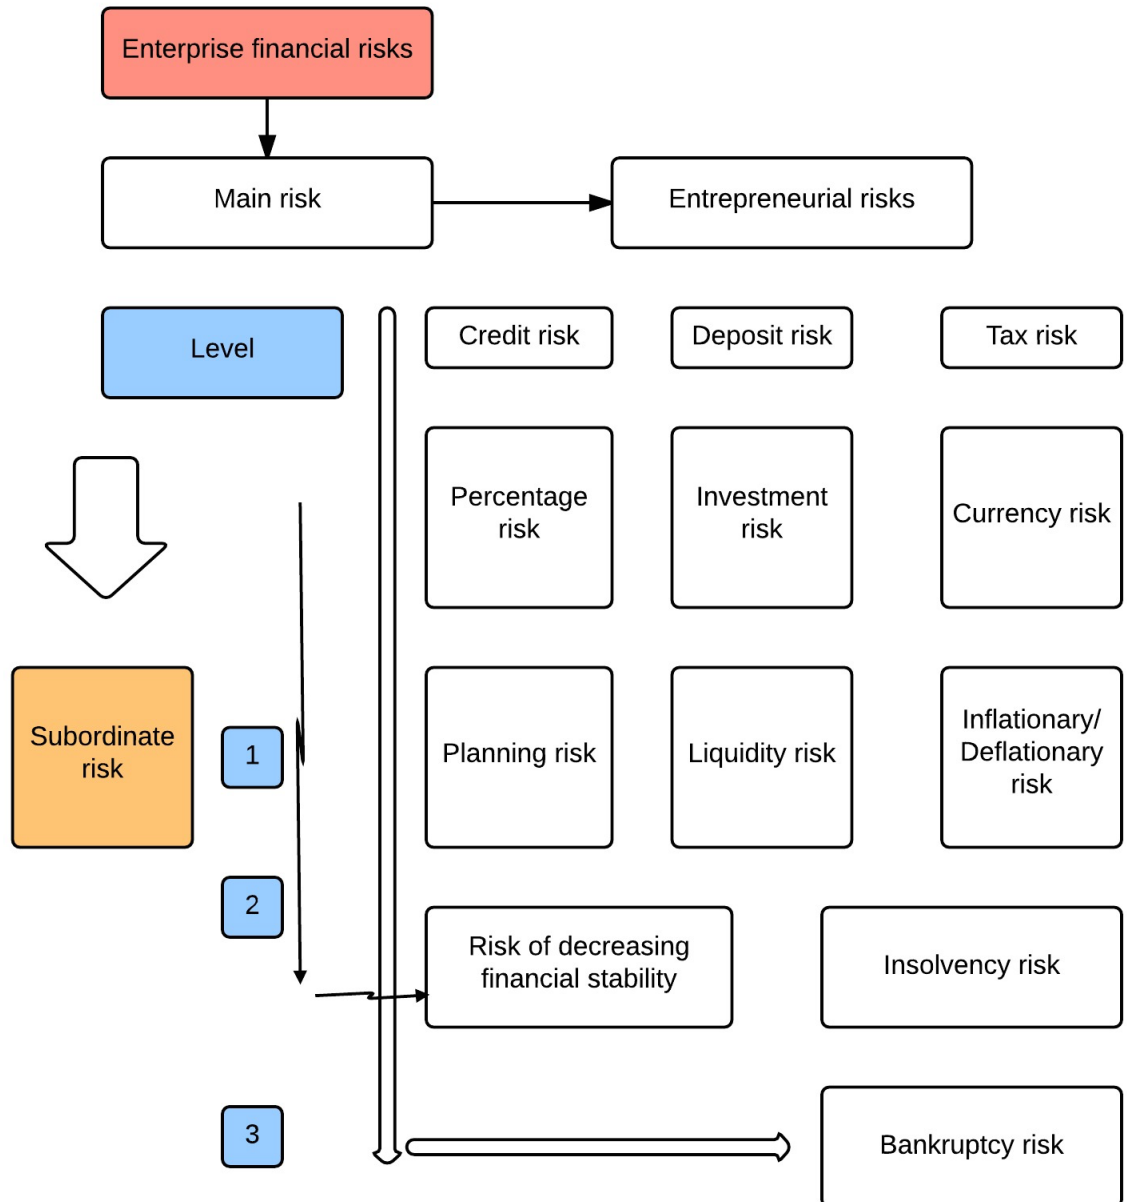 Enterprise financial risks
Main risk
Entrepreneurial risks
Level
Credit risk
Deposit risk
Tax risk
Percentage
risk
Investment
risk
Currency risk
Subordinate
risk
1
Planning risk
Liquidity risk
Inflationary/
Deflationary
risk
2
Risk of decreasing
financial stability
Insolvency risk
3
Bankruptcy risk